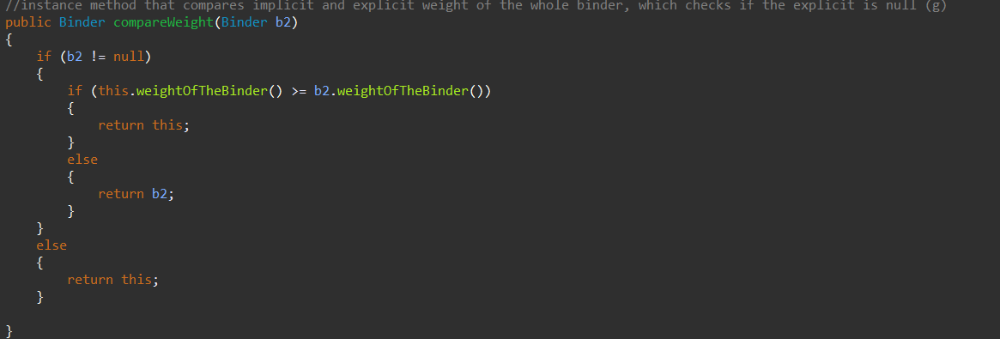 //instance method that compares implicit and explicit weight of the whole binder, which checks if the explicit is null (g)
public Binder compareWeight(Binder b2)
{
    if (b2 != null)
    {
        if (this.weightOfTheBinder() >= b2.weightOfTheBinder())
        {
            return this;
        }
        else
        {
            return b2;
        }
    }
    else
    {
        return this;
    }
}